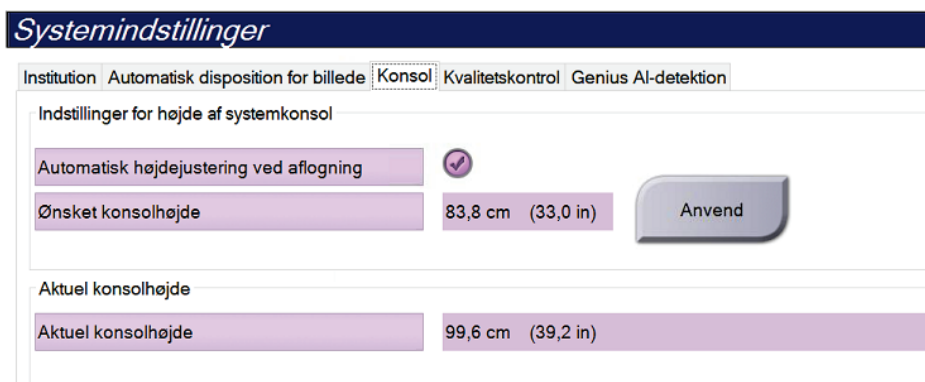 Systemindstillinger
Institution Automatisk disposition for billede Konsol Kvalitetskontrol Genius AI-detektion
Indstillinger for højde af systemkonsol
Automatisk højdejustering ved aflogning
Ønsket konsolhøjde 83,8 cm (33,0 in) Anvend
Aktuel konsolhøjde
Aktuel konsolhøjde 99,6 cm (39,2 in)